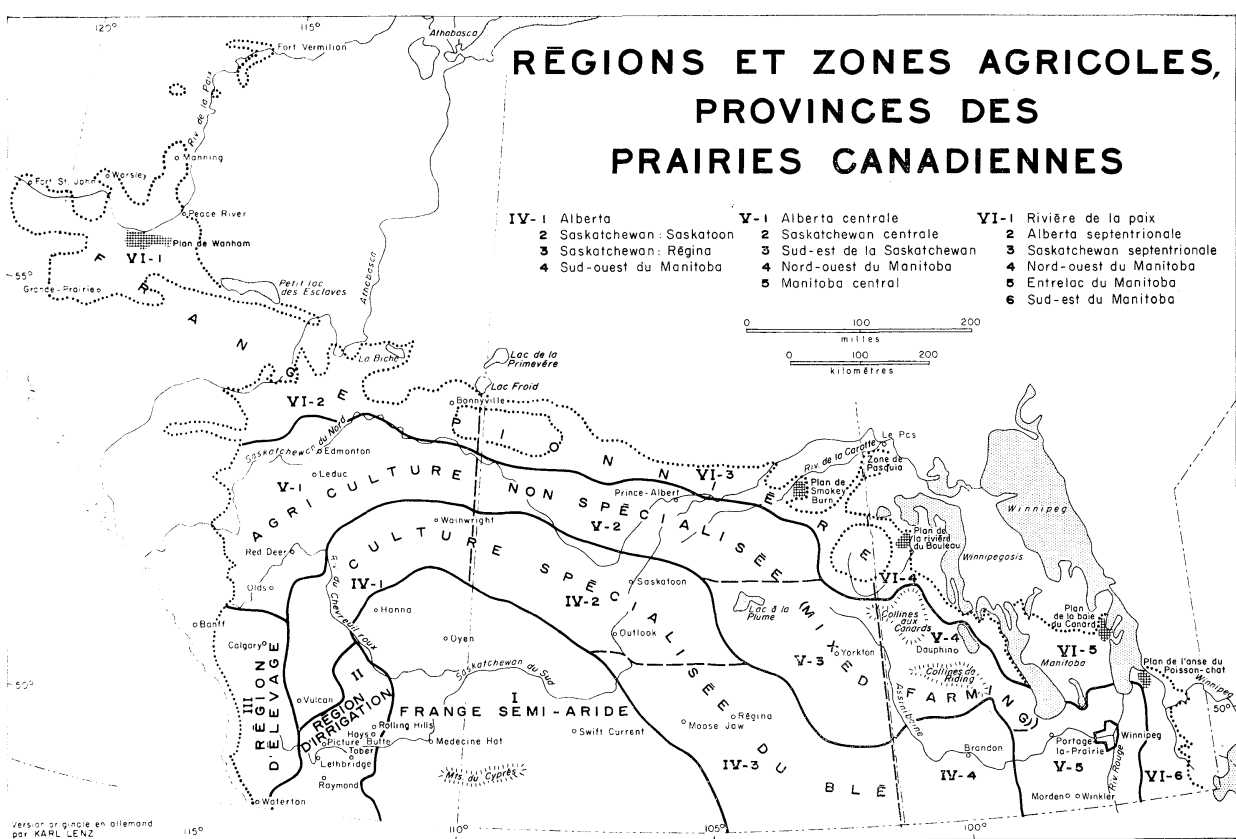 RĒGIONS ET ZONES AGRICOLES,
PROVINCES DES
PRAIRIES CANADIENNES
IV-1 Alberta
2 Saskatchewan: Saskatoon
3 Saskatchewan: Régina
4 Sud-ouest du Manitoba
V-1 Alberta centrale
2 Saskatchewan centrale
3 Sud-est de la Saskatchewan
4 Nord-ouest du Manitoba
5 Manitoba central
VI-1 Rivière de la paix
2 Alberta septentrionale
3 Saskatchewan septentrionale
4 Nord-ouest du Manitoba
5 Entrelac du Manitoba
6 Sud-est du Manitoba
0 100 200
milles
0 100 200
kilomètres
120°
115°
Fort Vermilian
Athabasca
Riv. de la Paix
Manning
Fort St. John
Worsley
Peace River
Plan de Wanham
VI-1
55°
Grande-Prairie
Petit lac
des Esclaves
Athabasca
FRANGE PIONNIÈRE
La Biche
Lac de la
Primevère
Lac Froid
Bonnyville
VI-2
Saskatchewan du Nord
Edmonton
Leduc
V-1
AGRICULTURE NON SPÉCIALISÉE (MIXED FARMING)
VI-3
Le Pas
Riv. de la Carotte
Zone de
Pasquia
Plan de
Smokey
Burn
Prince-Albert
V-2
Winnipeg
Plan de
la rivière
du Bouleau
Winnipegosis
VI-4
Wainwright
Red Deer
Olds
CULTURE SPÉCIALISÉE DU BLÉ
IV-1
Riv. du Chevreuil roux
Hanna
IV-2
Saskatoon
Lac à la
Plume
Collines
aux
Canards
V-4
Dauphin
Plan
de la baie
du Canard
VI-5
Manitoba
Banff
Calgary
Oyen
Outlook
V-3
Yorkton
Collines de
Riding
Plan de l'anse du
Poisson-chat
Winnipeg
50°
50°
Saskatchewan du Sud
III
RÉGION
D'ÉLEVAGE
Vulcan
II
RÉGION
D'IRRIGATION
I
FRANGE SEMI-ARIDE
Rolling Hills
Hays
Picture Butte
Taber
Medecine Hat
Lethbridge
Raymond
Waterton
Swift Current
Mts. du Cyprès
Moose Jaw
Régina
IV-3
Assiniboine
Brandon
IV-4
Portage
la-Prairie
Winnipeg
V-5
Riv. Rouge
VI-6
Morden
Winkler
Version originale en allemand
par KARL LENZ
115°
110°
105°
100°